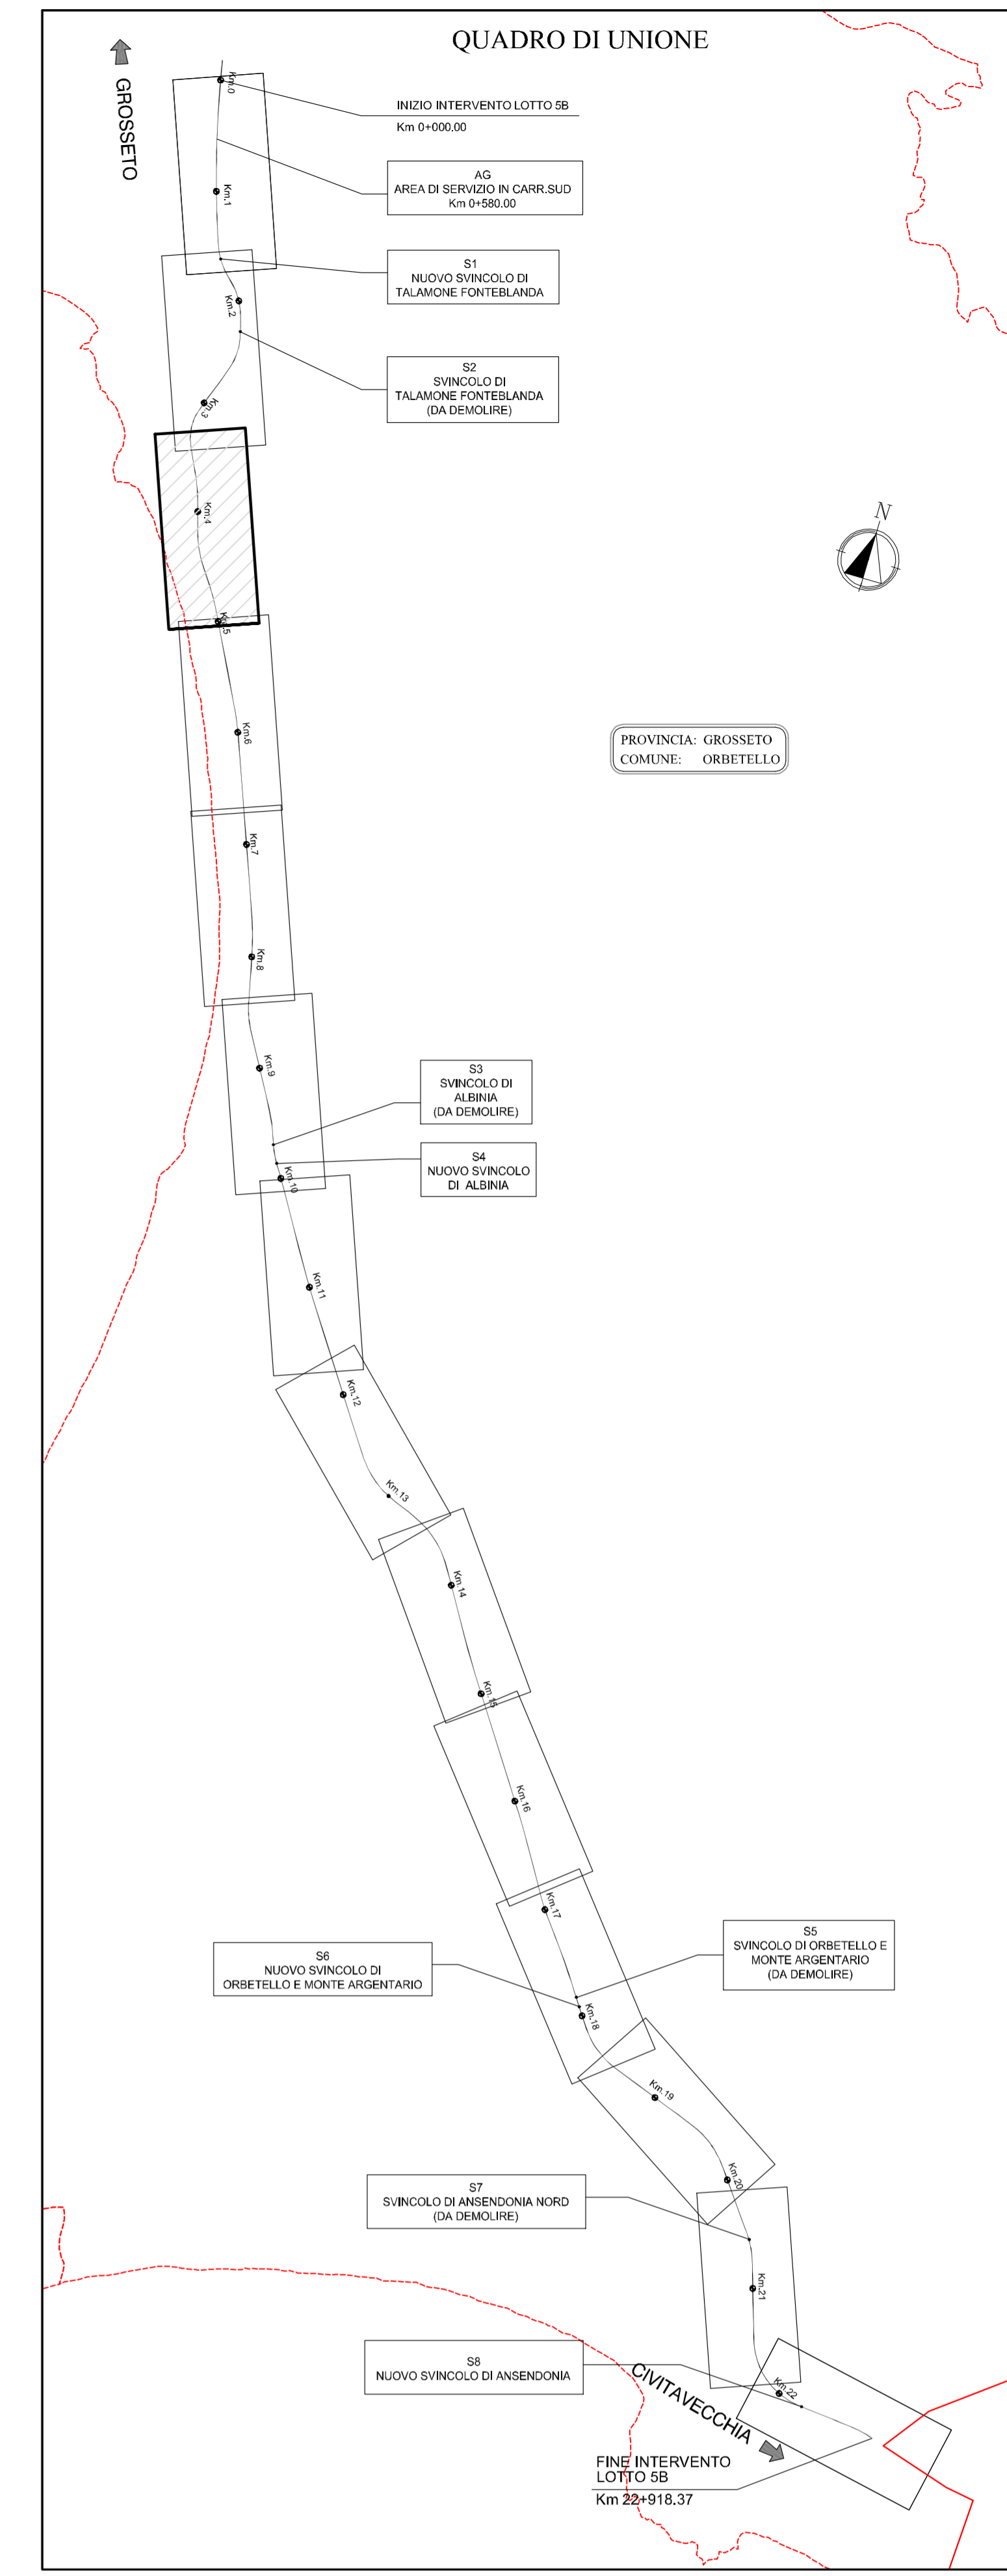 QUADRO DI UNIONE
GROSSETO
Km.0
INIZIO INTERVENTO LOTTO 5B
Km 0+000.00
AG
AREA DI SERVIZIO IN CARR.SUD
Km 0+580.00
Km.1
S1
NUOVO SVINCOLO DI
TALAMONE FONTEBLANDA
Km.2
S2
SVINCOLO DI
TALAMONE FONTEBLANDA
(DA DEMOLIRE)
Km.3
Km.4
N
Km.5
Km.6
PROVINCIA: GROSSETO
COMUNE: ORBETELLO
Km.7
Km.8
Km.9
S3
SVINCOLO DI
ALBINIA
(DA DEMOLIRE)
S4
NUOVO SVINCOLO
DI ALBINIA
Km.10
Km.11
Km.12
Km.13
Km.14
Km.15
Km.16
Km.17
S5
SVINCOLO DI ORBETELLO E
MONTE ARGENTARIO
(DA DEMOLIRE)
S6
NUOVO SVINCOLO DI
ORBETELLO E MONTE ARGENTARIO
Km.18
Km.19
Km.20
S7
SVINCOLO DI ANSENDONIA NORD
(DA DEMOLIRE)
Km.21
S8
NUOVO SVINCOLO DI ANSENDONIA
Km.22
CIVITAVECCHIA
FINE INTERVENTO
LOTTO 5B
Km 22+918.37